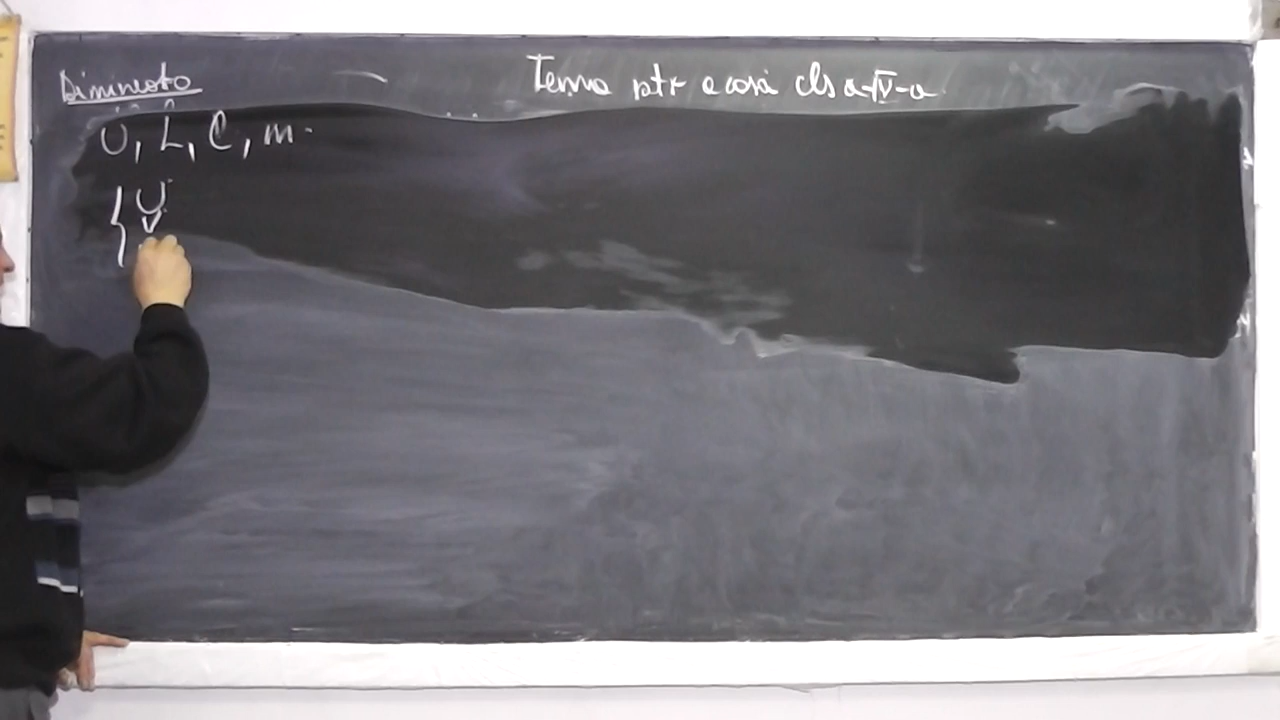 Dimineata
Tema ptr acasă cls a-IV-a
U, L, C, m.
U
V